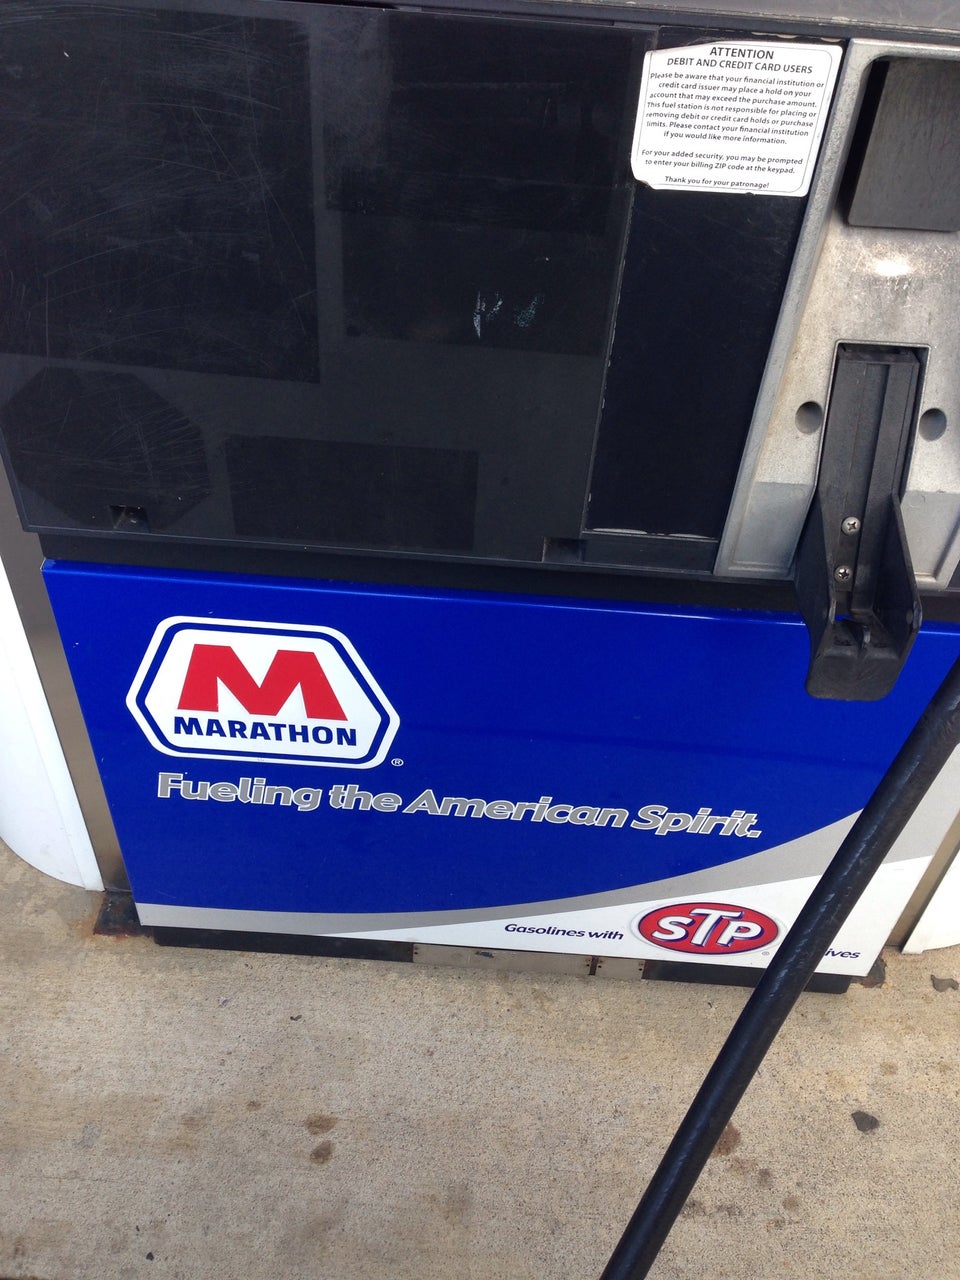 ATTENTION
DEBIT AND CREDIT CARD USERS
Please be aware that your financial institution or
credit card issuer may place a hold on your
account that may exceed the purchase amount.
This fuel station is not responsible for placing or
removing debit or credit card holds or purchase
limits. Please contact your financial institution
if you would like more information.
For your added security, you may be prompted
to enter your billing ZIP code at the keypad.
Thank you for your patronage!
M
MARATHON
®
Fueling the American Spirit.
Gasolines with
STP
®
ives